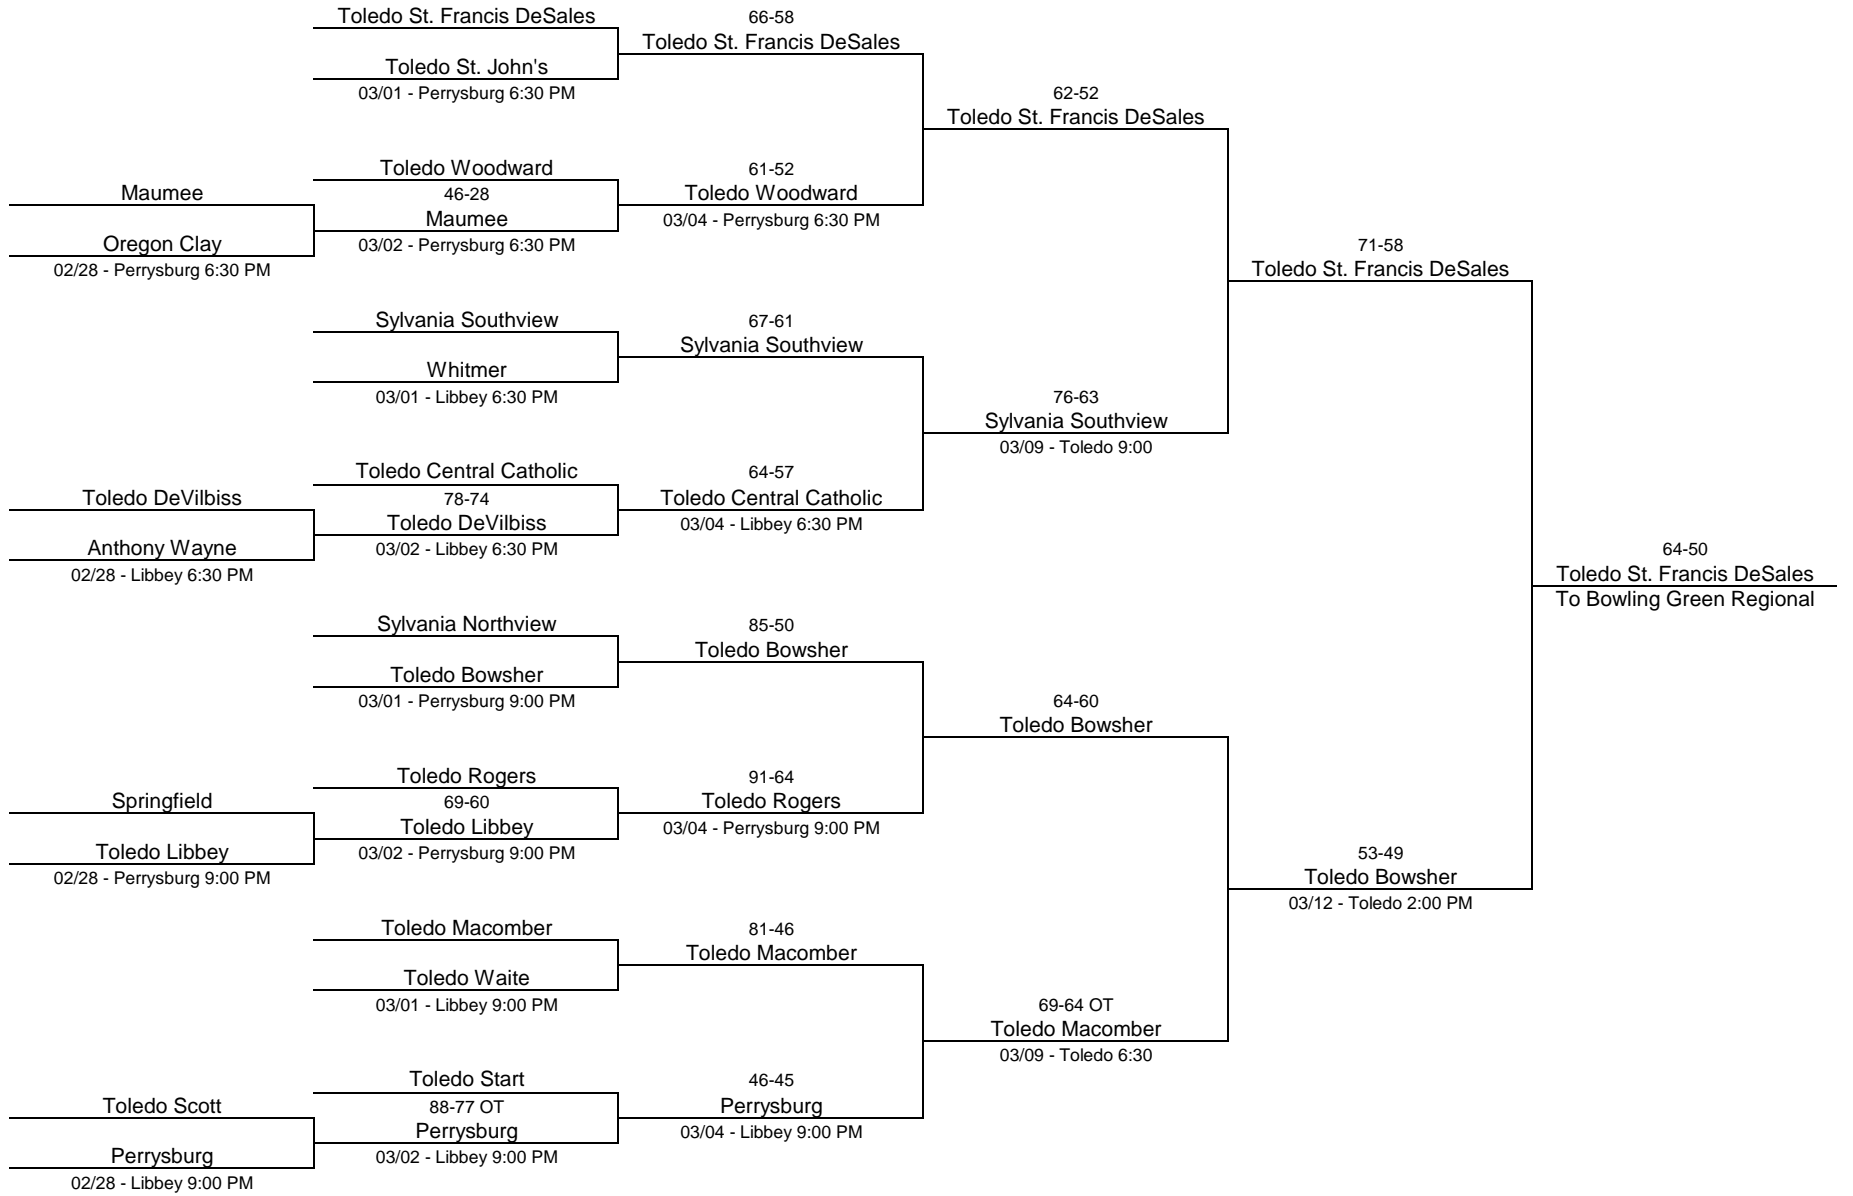 Toledo St. Francis DeSales
Toledo St. John's
03/01 - Perrysburg 6:30 PM
66-58
Toledo St. Francis DeSales
62-52
Toledo St. Francis DeSales
Maumee
Oregon Clay
02/28 - Perrysburg 6:30 PM
Toledo Woodward
46-28
Maumee
03/02 - Perrysburg 6:30 PM
61-52
Toledo Woodward
03/04 - Perrysburg 6:30 PM
71-58
Toledo St. Francis DeSales
Sylvania Southview
Whitmer
03/01 - Libbey 6:30 PM
67-61
Sylvania Southview
76-63
Sylvania Southview
03/09 - Toledo 9:00
Toledo DeVilbiss
Anthony Wayne
02/28 - Libbey 6:30 PM
Toledo Central Catholic
78-74
Toledo DeVilbiss
03/02 - Libbey 6:30 PM
64-57
Toledo Central Catholic
03/04 - Libbey 6:30 PM
64-50
Toledo St. Francis DeSales
To Bowling Green Regional
Sylvania Northview
Toledo Bowsher
03/01 - Perrysburg 9:00 PM
85-50
Toledo Bowsher
64-60
Toledo Bowsher
Springfield
Toledo Libbey
02/28 - Perrysburg 9:00 PM
Toledo Rogers
69-60
Toledo Libbey
03/02 - Perrysburg 9:00 PM
91-64
Toledo Rogers
03/04 - Perrysburg 9:00 PM
53-49
Toledo Bowsher
03/12 - Toledo 2:00 PM
Toledo Macomber
Toledo Waite
03/01 - Libbey 9:00 PM
81-46
Toledo Macomber
69-64 OT
Toledo Macomber
03/09 - Toledo 6:30
Toledo Scott
Perrysburg
02/28 - Libbey 9:00 PM
Toledo Start
88-77 OT
Perrysburg
03/02 - Libbey 9:00 PM
46-45
Perrysburg
03/04 - Libbey 9:00 PM